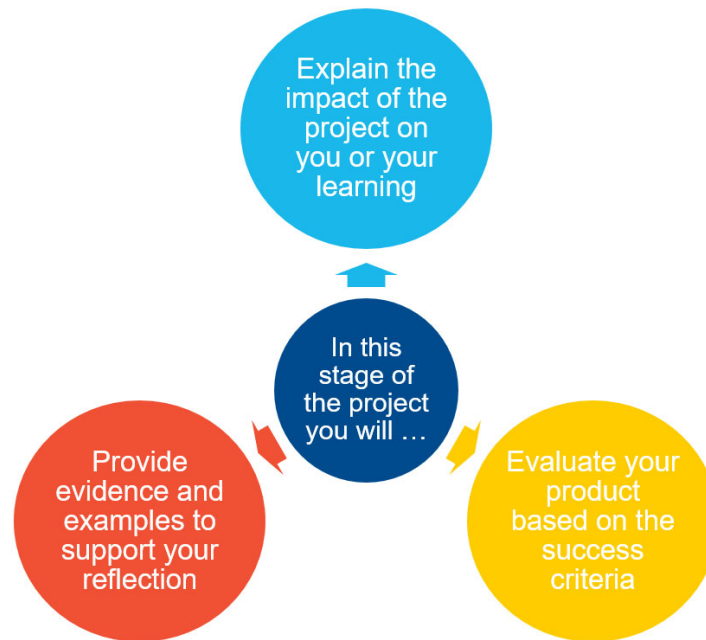 Explain the
impact of the
project on
you or your
learning
In this
stage of
the project
you will …
Provide
evidence and
examples to
support your
reflection
Evaluate your
product
based on the
success
criteria